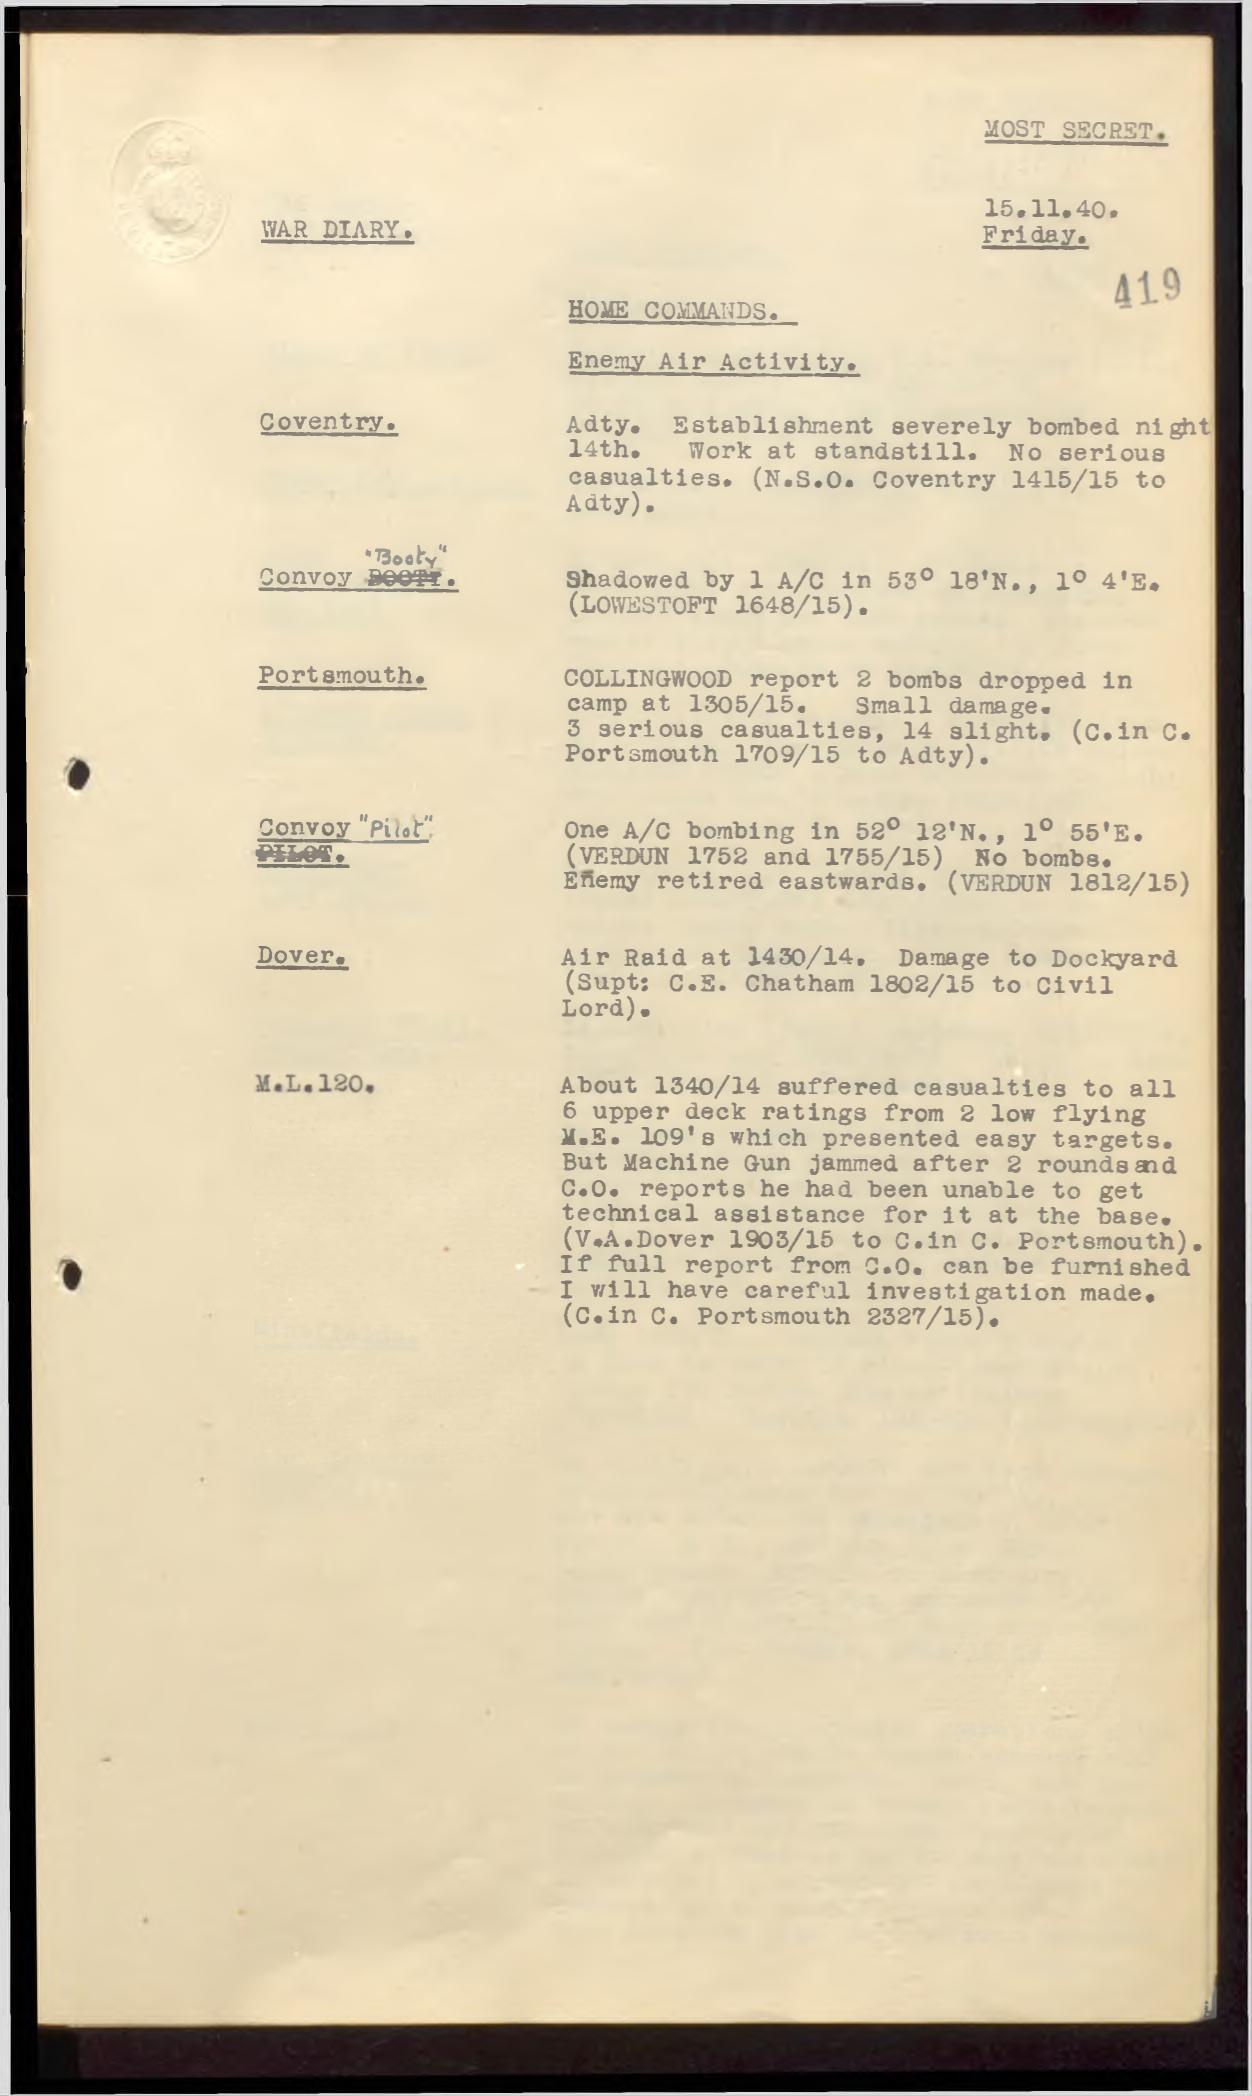 MOST SECRET.
15.11.40.
WAR DIARY.
Friday.
419
HOME COMMANDS.
Enemy Air Activity.
Coventry.
Adty. Establishment severely bombed night
14th. Work at standstill. No serious
casualties. (N.S.O. Coventry 1415/15 to
Adty).
"Booty"
Convoy BOOTY.
Shadowed by 1 A/C in 53° 18'N., 1° 4'E.
(LOWESTOFT 1648/15).
Portsmouth.
COLLINGWOOD report 2 bombs dropped in
camp at 1305/15. Small damage.
3 serious casualties, 14 slight. (C.in C.
Portsmouth 1709/15 to Adty).
Convoy "Pilot"
PILOT.
One A/C bombing in 52° 12'N., 1° 55'E.
(VERDUN 1752 and 1755/15) No bombs.
Enemy retired eastwards. (VERDUN 1812/15)
Dover.
Air Raid at 1430/14. Damage to Dockyard
(Supt: C.E. Chatham 1802/15 to Civil
Lord).
M.L.120.
About 1340/14 suffered casualties to all
6 upper deck ratings from 2 low flying
M.E. 109's which presented easy targets.
But Machine Gun jammed after 2 rounds and
C.O. reports he had been unable to get
technical assistance for it at the base.
(V.A.Dover 1903/15 to C.in C. Portsmouth).
If full report from C.O. can be furnished
I will have careful investigation made.
(C.in C. Portsmouth 2327/15).